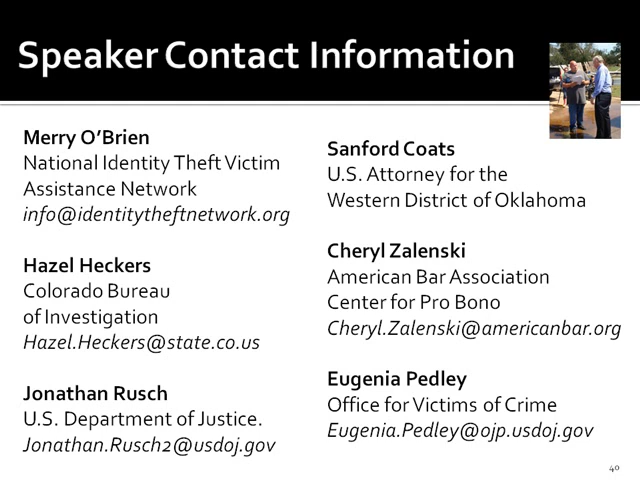 Speaker Contact Information
Merry O'Brien
National Identity Theft Victim
Assistance Network
info@identitytheftnetwork.org
Hazel Heckers
Colorado Bureau
of Investigation
Hazel.Heckers@state.co.us
Jonathan Rusch
U.S. Department of Justice.
Jonathan.Rusch2@usdoj.gov
Sanford Coats
U.S. Attorney for the
Western District of Oklahoma
Cheryl Zalenski
American Bar Association
Center for Pro Bono
Cheryl.Zalenski@americanbar.org
Eugenia Pedley
Office for Victims of Crime
Eugenia.Pedley@ojp.usdoj.gov
40